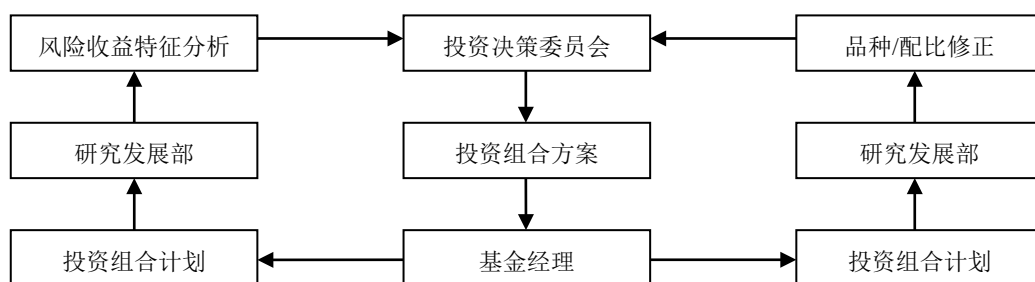 风险收益特征分析
投资决策委员会
品种/配比修正
研究发展部
投资组合方案
研究发展部
投资组合计划
基金经理
投资组合计划